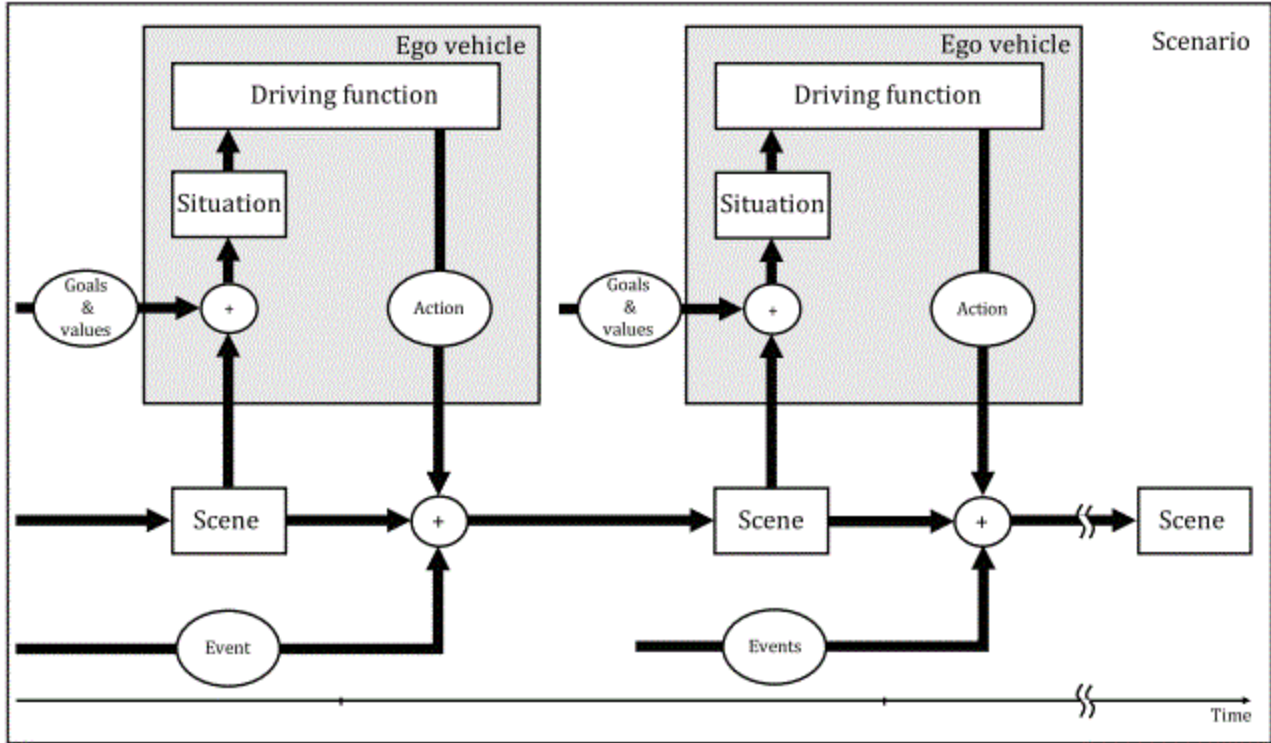 Scenario
Ego vehicle
Driving function
Situation
Goals
&
values
+
Action
Scene
+
Event
Ego vehicle
Driving function
Situation
Goals
&
values
+
Action
Scene
+
Events
Scene
Time